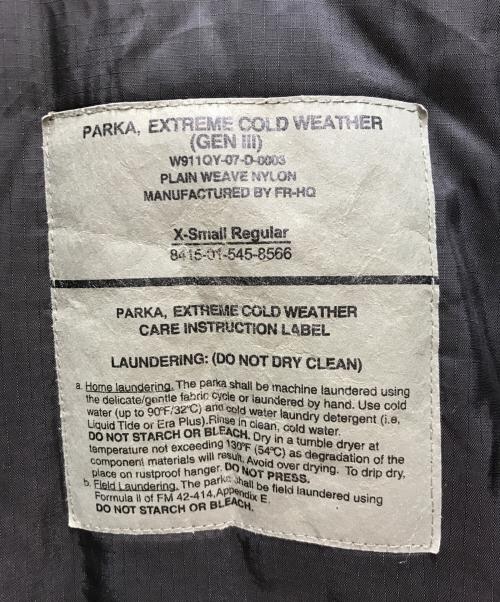 PARKA, EXTREME COLD WEATHER
(GEN III)
W911QY-07-D-0003
PLAIN WEAVE NYLON
MANUFACTURED BY FR-HQ
X-Small Regular
8415-01-545-8566
PARKA, EXTREME COLD WEATHER
CARE INSTRUCTION LABEL
LAUNDERING: (DO NOT DRY CLEAN)
a. Home laundering. The parka shall be machine laundered using
the delicate/gentle fabric cycle or laundered by hand. Use cold
water (up to 90°F/32°C) and cold water laundry detergent (i.e,
Liquid Tide or Era Plus).Rinse in clean, cold water.
DO NOT STARCH OR BLEACH. Dry in a tumble dryer at
temperature not exceeding 130°F (54°C) as degradation of the
component materials will result. Avoid over drying. To drip dry,
place on rustproof hanger. DO NOT PRESS.
b. Field Laundering. The parka shall be field laundered using
Formula II of FM 42-414, Appendix E.
DO NOT STARCH OR BLEACH.